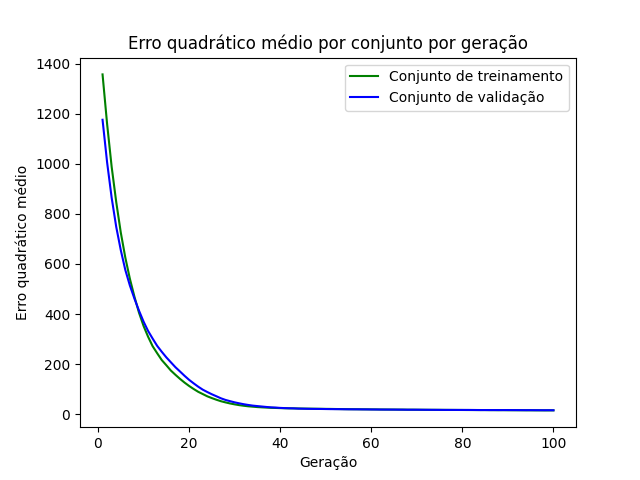 Erro quadrático médio por conjunto por geração
Conjunto de treinamento
Conjunto de validação
Erro quadrático médio
1400
1200
1000
800
600
400
200
0
0 20 40 60 80 100
Geração